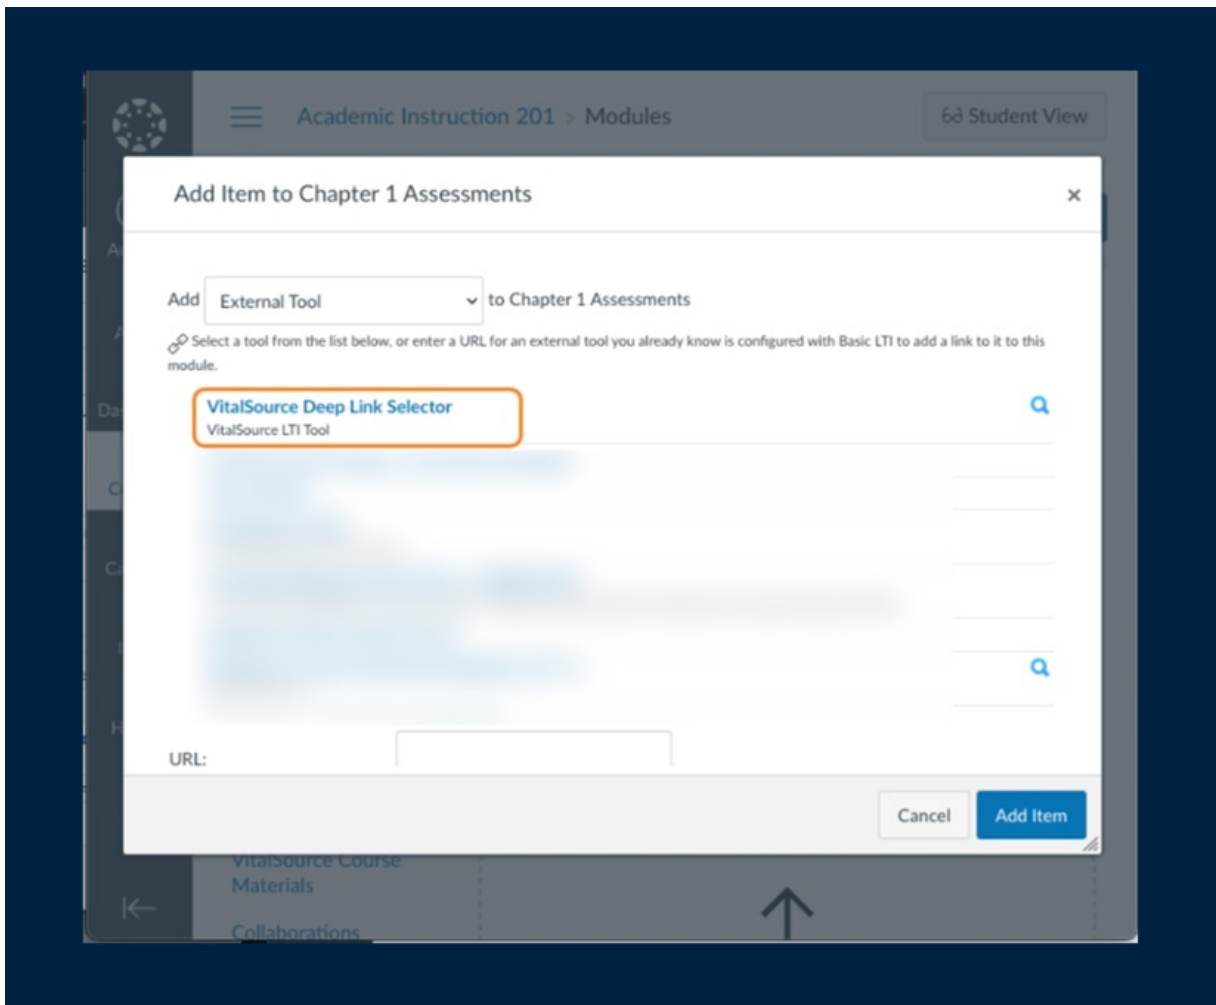 Academic Instruction 201 > Modules
Student View
Add Item to Chapter 1 Assessments
×
Add External Tool to Chapter 1 Assessments
Select a tool from the list below, or enter a URL for an external tool you already know is configured with Basic LTI to add a link to it to this
module.
VitalSource Deep Link Selector
VitalSource LTI Tool
URL:
Cancel
Add Item
VitalSource Course
Materials
Collaborations